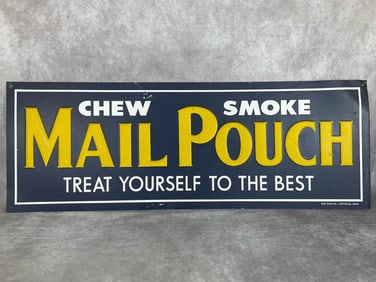 CHEW SMOKE
MAIL POUCH
TREAT YOURSELF TO THE BEST